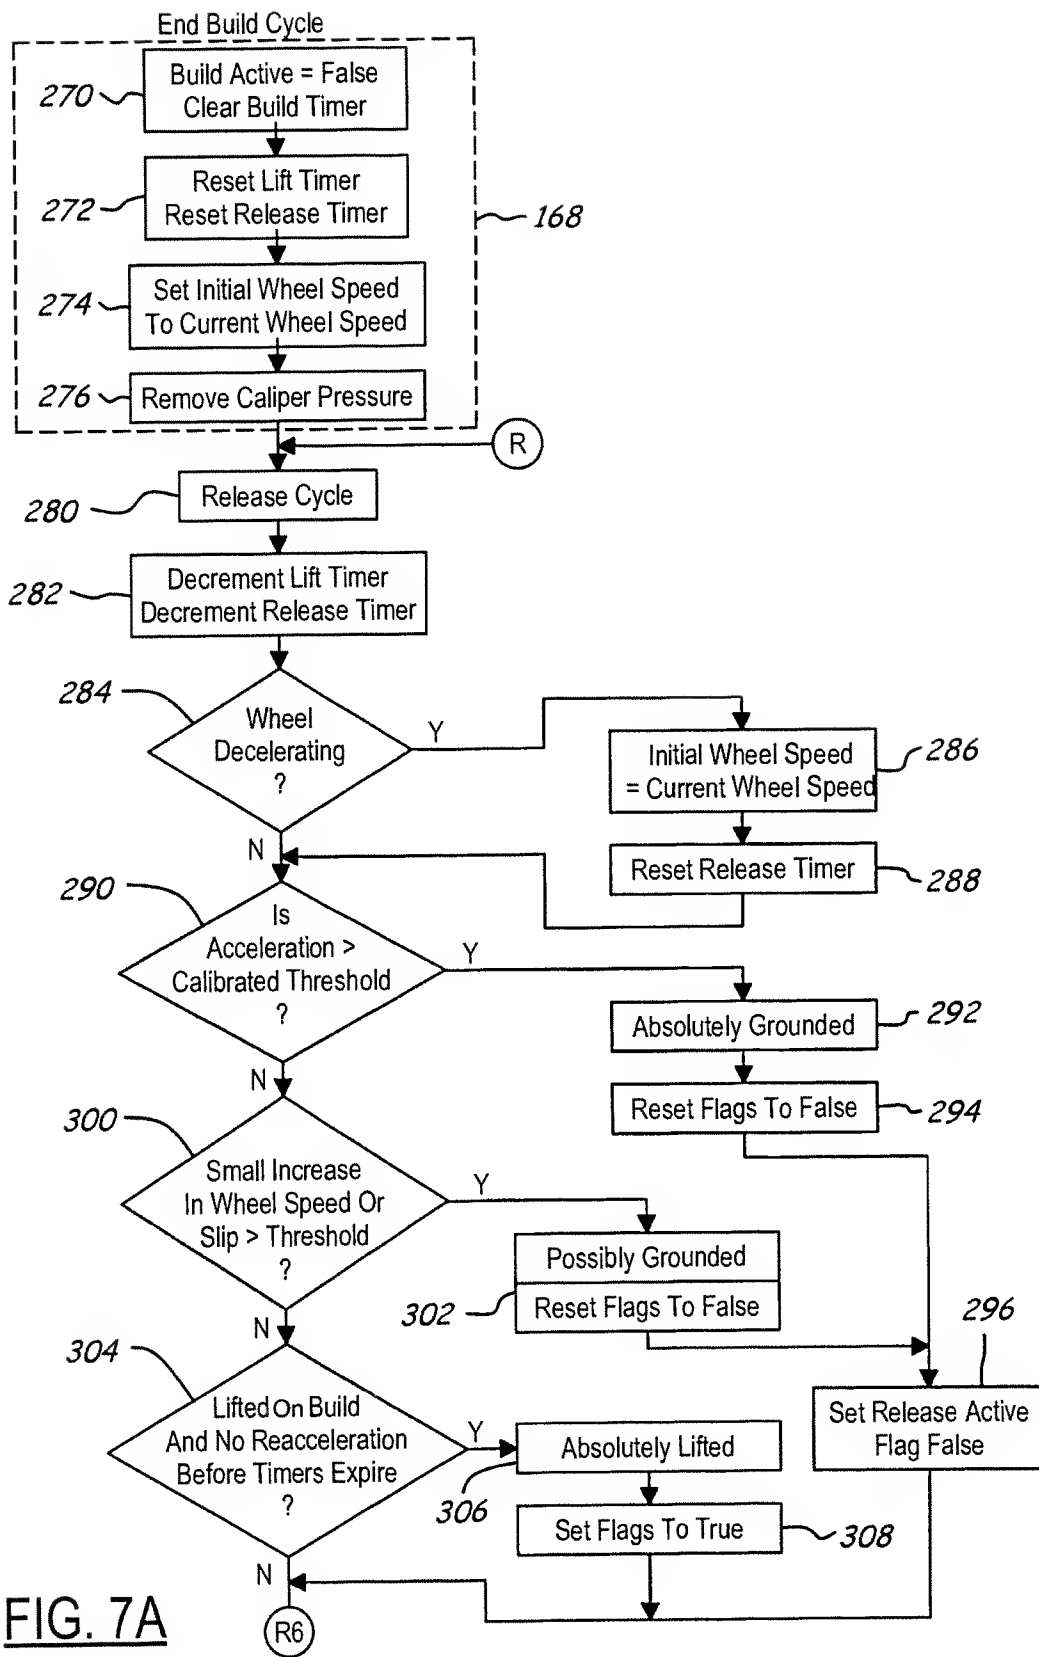 End Build Cycle
270
Build Active = False
Clear Build Timer
272
Reset Lift Timer
Reset Release Timer
168
274
Set Initial Wheel Speed
To Current Wheel Speed
276
Remove Caliper Pressure
R
280
Release Cycle
282
Decrement Lift Timer
Decrement Release Timer
284
Wheel
Decelerating
?
Y
N
Initial Wheel Speed
= Current Wheel Speed
286
Reset Release Timer
288
290
Is
Acceleration >
Calibrated Threshold
?
Y
N
Absolutely Grounded
292
Reset Flags To False
294
300
Small Increase
In Wheel Speed Or
Slip > Threshold
?
Y
N
Possibly Grounded
302
Reset Flags To False
296
Set Release Active
Flag False
304
Lifted On Build
And No Reacceleration
Before Timers Expire
?
Y
N
Absolutely Lifted
306
Set Flags To True
308
R6
FIG. 7A